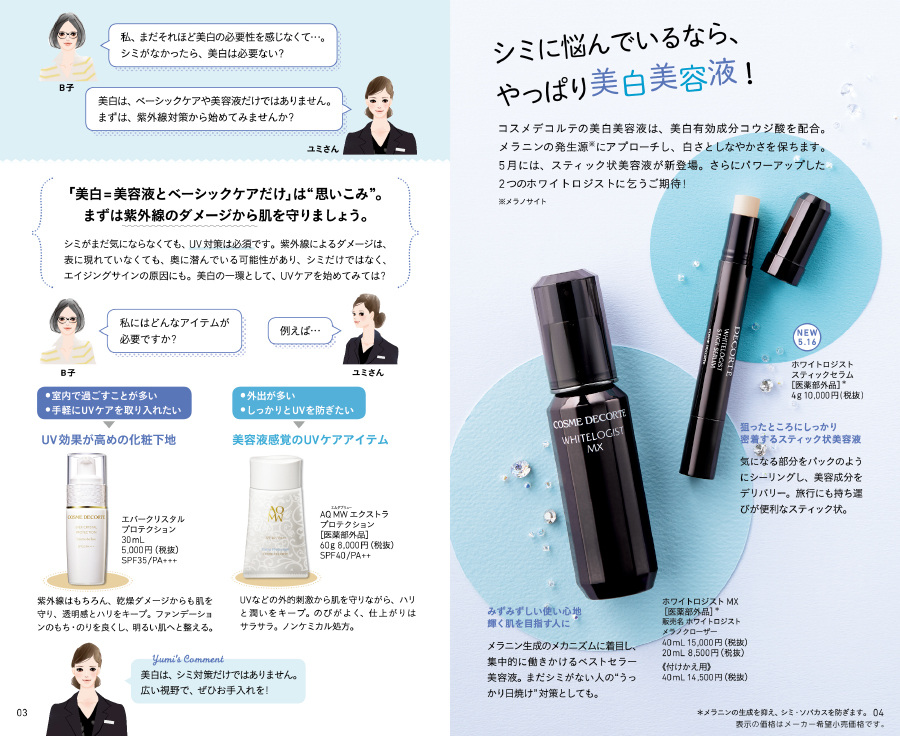 私、まだそれほど美白の必要性を感じなくて…。
シミがなかったら、美白は必要ない?
B子
美白は、ベーシックケアや美容液だけではありません。
まずは、紫外線対策から始めてみませんか?
ユミさん
「美白=美容液とベーシックケアだけ」は“思いこみ”。
まずは紫外線のダメージから肌を守りましょう。
シミがまだ気にならなくても、UV対策は必須です。紫外線によるダメージは、
表に現れていなくても、奥に潜んでいる可能性があり、シミだけではなく、
エイジングサインの原因にも。美白の一環として、UVケアを始めてみては?
私にはどんなアイテムが
必要ですか?
B子
例えば…
ユミさん
・室内で過ごすことが多い
・手軽にUVケアを取り入れたい
UV効果が高めの化粧下地
COSME DECORTE
エバークリスタル
プロテクション
30mL
5,000円(税抜)
SPF35/PA+++
紫外線はもちろん、乾燥ダメージからも肌を
守り、透明感とハリをキープ。ファンデーショ
ンのもち・のりを良くし、明るい肌へと整える。
・外出が多い
・しっかりとUVを防ぎたい
美容液感覚のUVケアアイテム
AQ
MW
エムダブリュー
AQ MW エクストラ
プロテクション
[医薬部外品]
60g 8,000円(税抜)
SPF40/PA++
UVなどの外的刺激から肌を守りながら、ハリ
と潤いをキープ。のびがよく、仕上がりは
サラサラ。ノンケミカル処方。
Yumi's Comment
美白は、シミ対策だけではありません。
広い視野で、ぜひお手入れを!
03
シミに悩んでいるなら、
やっぱり美白美容液!
コスメデコルテの美白美容液は、美白有効成分コウジ酸を配合。
メラニンの発生源※にアプローチし、白さとしなやかさを保ちます。
5月には、スティック状美容液が新登場。さらにパワーアップした
2つのホワイトロジストに乞うご期待!
※メラノサイト
DECORTE
WHITELOGIST
STICK SERUM
NEW
5.16
ホワイトロジスト
スティックセラム
[医薬部外品]*
4g 10,000円(税抜)
狙ったところにしっかり
密着するスティック状美容液
気になる部分をパックのよう
にシーリングし、美容成分を
デリバリー。旅行にも持ち運
びが便利なスティック状。
COSME DECORTE
WHITELOGIST
MX
みずみずしい使い心地
輝く肌を目指す人に
メラニン生成のメカニズムに着目し、
集中的に働きかけるベストセラー
美容液。まだシミがない人の“うっ
かり日焼け”対策としても。
ホワイトロジスト MX
[医薬部外品]*
販売名 ホワイトロジスト
メラノクローザー
40mL 15,000円(税抜)
20mL 8,500円(税抜)
《付けかえ用》
40mL 14,500円(税抜)
*メラニンの生成を抑え、シミ・ソバカスを防ぎます。 04
表示の価格はメーカー希望小売価格です。